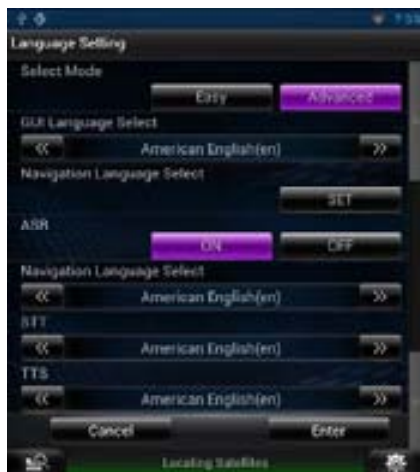 Language Setting
Select Mode
Easy Advanced
GUI Language Select
American English(en)
Navigation Language Select
SET
ASR
ON OFF
Navigation Language Select
American English(en)
STT
American English(en)
TTS
American English(en)
Cancel Enter
Locating Satellites